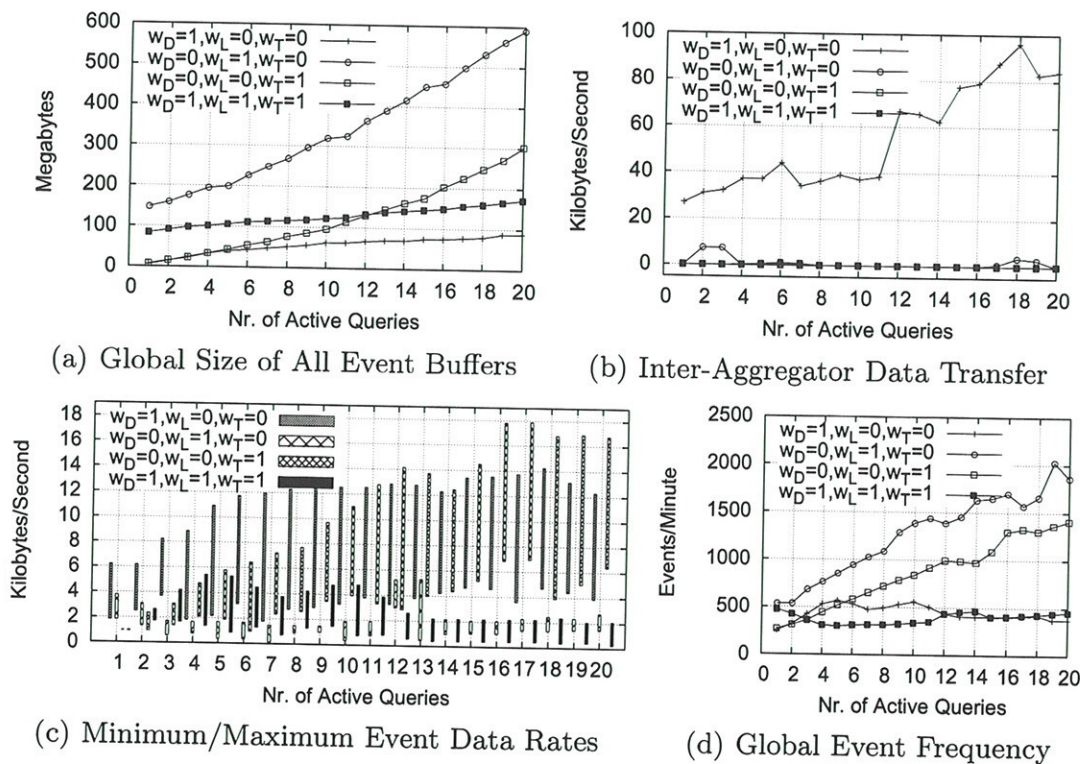 600
500
400
300
200
100
0
Megabytes
w_D=1,w_L=0,w_T=0
w_D=0,w_L=1,w_T=0
w_D=0,w_L=0,w_T=1
w_D=1,w_L=1,w_T=1
0 2 4 6 8 10 12 14 16 18 20
Nr. of Active Queries
(a) Global Size of All Event Buffers
100
80
60
40
20
0
Kilobytes/Second
w_D=1,w_L=0,w_T=0
w_D=0,w_L=1,w_T=0
w_D=0,w_L=0,w_T=1
w_D=1,w_L=1,w_T=1
0 2 4 6 8 10 12 14 16 18 20
Nr. of Active Queries
(b) Inter-Aggregator Data Transfer
18
16
14
12
10
8
6
4
2
0
Kilobytes/Second
w_D=1,w_L=0,w_T=0
w_D=0,w_L=1,w_T=0
w_D=0,w_L=0,w_T=1
w_D=1,w_L=1,w_T=1
1 2 3 4 5 6 7 8 9 10 11 12 13 14 15 16 17 18 19 20
Nr. of Active Queries
(c) Minimum/Maximum Event Data Rates
2500
2000
1500
1000
500
0
Events/Minute
w_D=1,w_L=0,w_T=0
w_D=0,w_L=1,w_T=0
w_D=0,w_L=0,w_T=1
w_D=1,w_L=1,w_T=1
0 2 4 6 8 10 12 14 16 18 20
Nr. of Active Queries
(d) Global Event Frequency